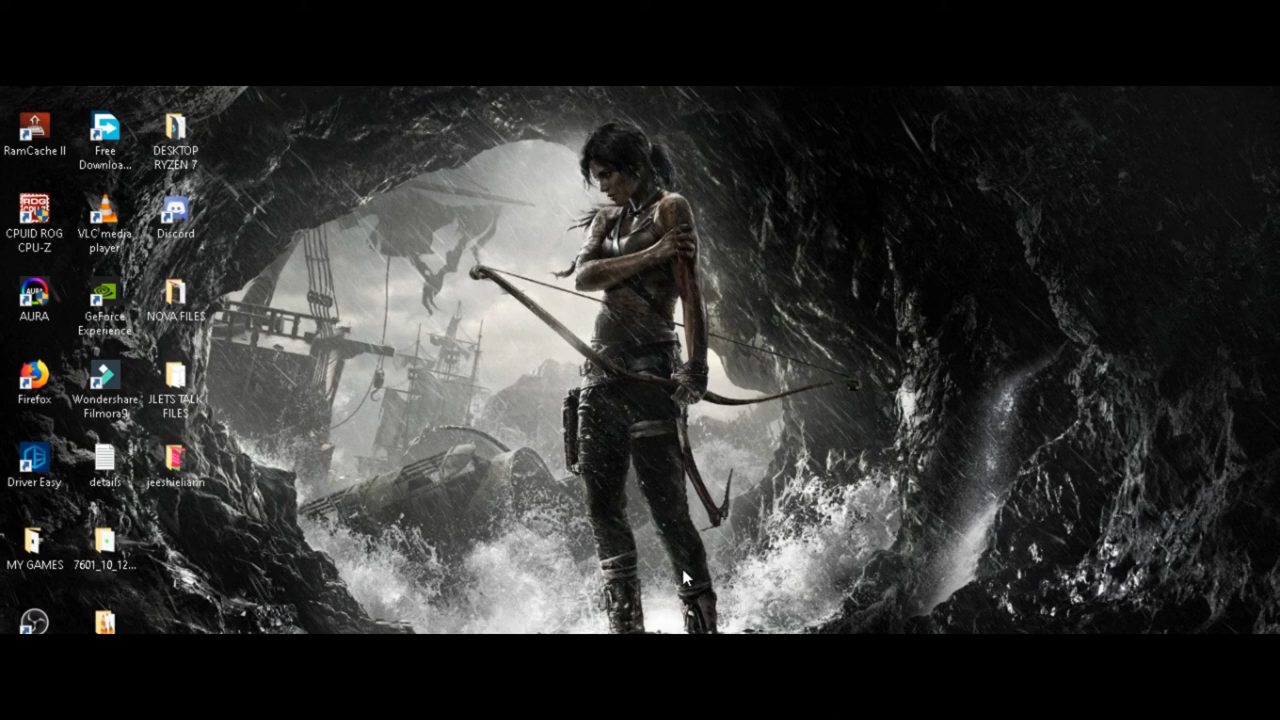 RamCache II
Free
Downloa...
DESKTOP
RYZEN 7
CPUID ROG
CPU-Z
VLC media
player
Discord
AURA
GeForce
Experience
NOVA FILES
Firefox
Wondershare
Filmora9
JLETS TALK
FILES
Driver Easy
details
jeeshieliann
MY GAMES
7601_10_12...